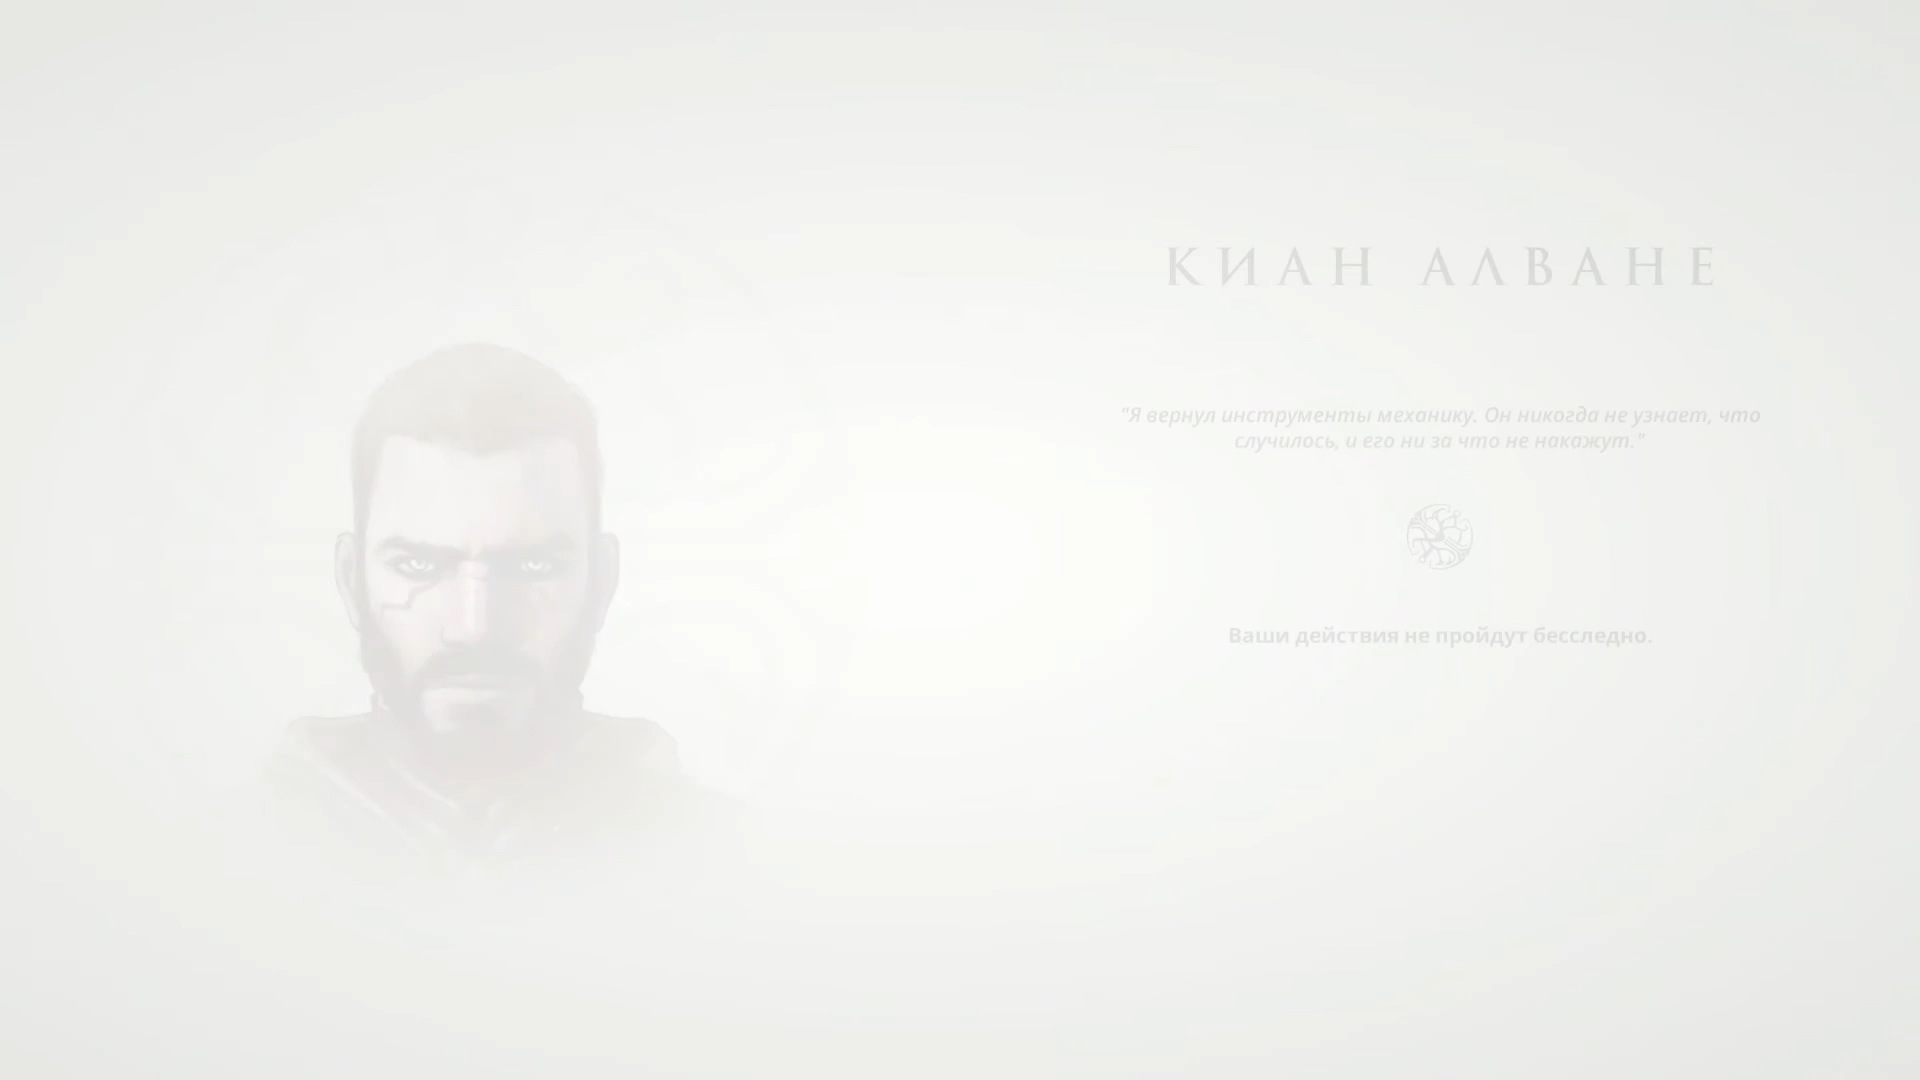 КИАН АЛВАНЕ
"Я вернул инструменты механику. Он никогда не узнает, что
случилось, и его ни за что не накажут."
Ваши действия не пройдут бесследно.